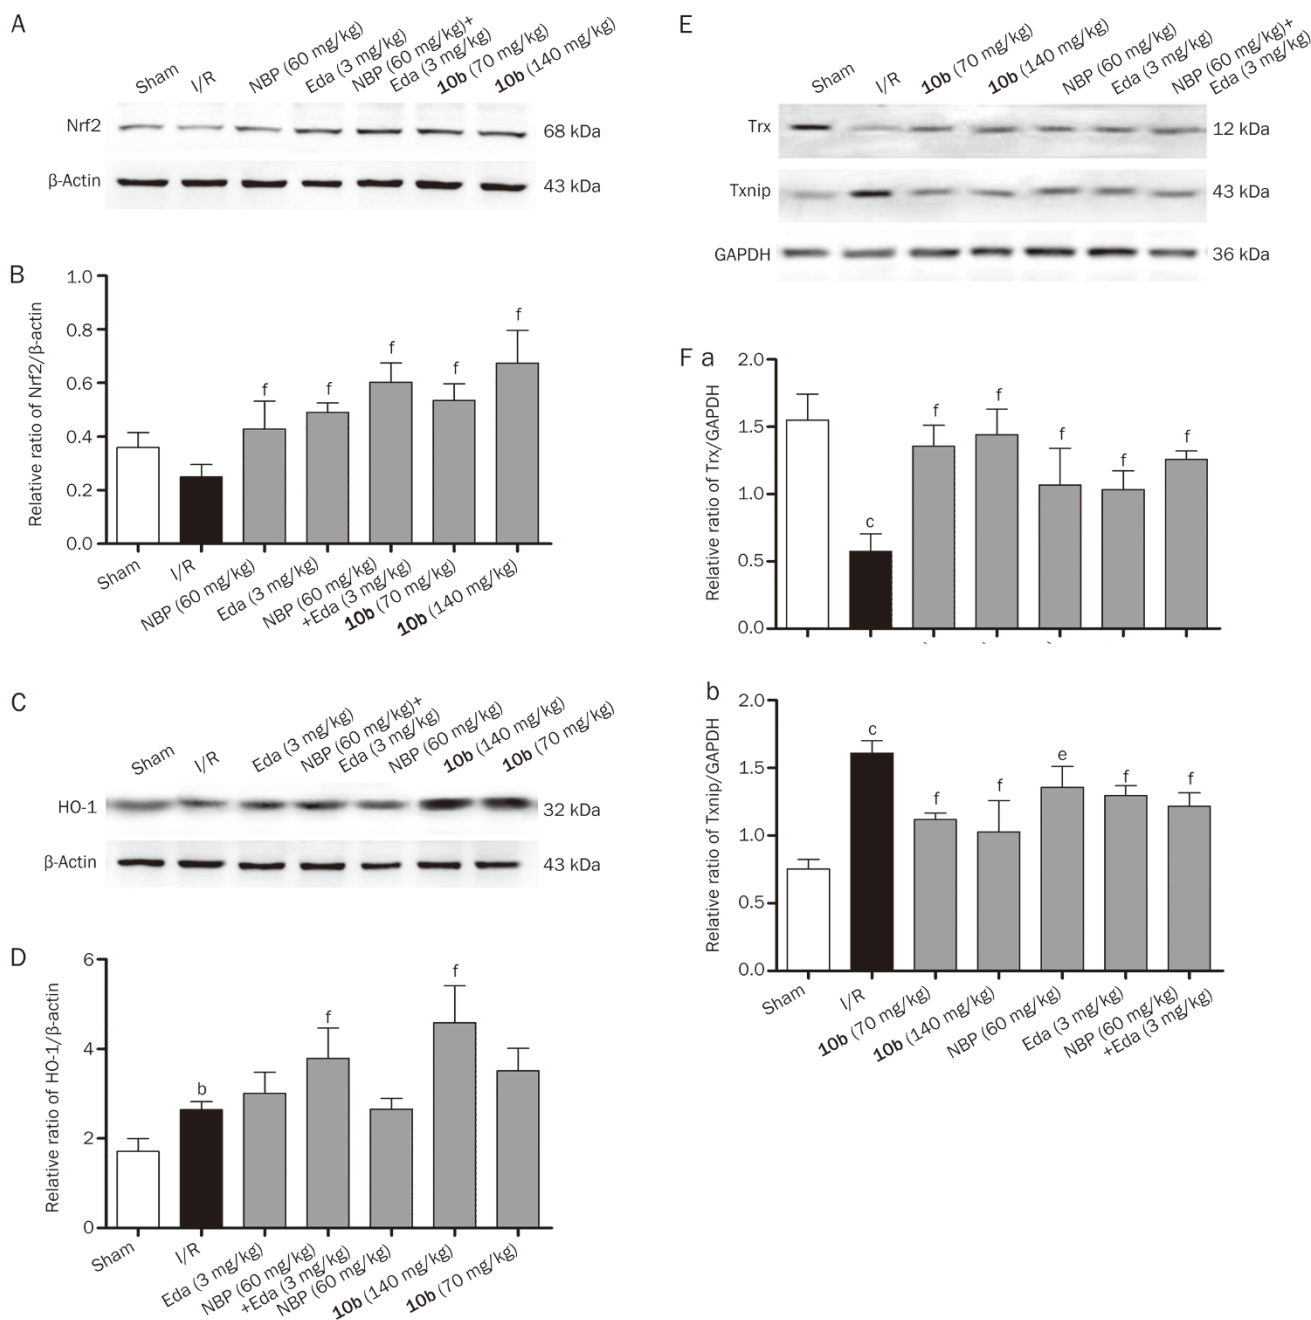 A
Sham
I/R
NBP (60 mg/kg)
Eda (3 mg/kg)
NBP (60 mg/kg)+
Eda (3 mg/kg)
10b (70 mg/kg)
10b (140 mg/kg)
Nrf2
68 kDa
β-Actin
43 kDa
B
Relative ratio of Nrf2/β-actin
1.0
0.8
0.6
0.4
0.2
0.0
f
f
f
f
f
Sham
I/R
NBP (60 mg/kg)
Eda (3 mg/kg)
NBP (60 mg/kg)
+Eda (3 mg/kg)
10b (70 mg/kg)
10b (140 mg/kg)
C
Sham
I/R
Eda (3 mg/kg)
NBP (60 mg/kg)+
Eda (3 mg/kg)
NBP (60 mg/kg)
10b (140 mg/kg)
10b (70 mg/kg)
HO-1
32 kDa
β-Actin
43 kDa
D
Relative ratio of HO-1/β-actin
6
4
2
0
b
f
f
Sham
I/R
Eda (3 mg/kg)
NBP (60 mg/kg)
+Eda (3 mg/kg)
NBP (60 mg/kg)
10b (140 mg/kg)
10b (70 mg/kg)
E
Sham
I/R
10b (70 mg/kg)
10b (140 mg/kg)
NBP (60 mg/kg)
Eda (3 mg/kg)
NBP (60 mg/kg)+
Eda (3 mg/kg)
Trx
12 kDa
Txnip
43 kDa
GAPDH
36 kDa
F a
Relative ratio of Trx/GAPDH
2.0
1.5
1.0
0.5
0.0
c
f
f
f
f
f
b
Relative ratio of Txnip/GAPDH
2.0
1.5
1.0
0.5
0.0
c
f
f
e
f
f
Sham
I/R
10b (70 mg/kg)
10b (140 mg/kg)
NBP (60 mg/kg)
Eda (3 mg/kg)
NBP (60 mg/kg)
+Eda (3 mg/kg)